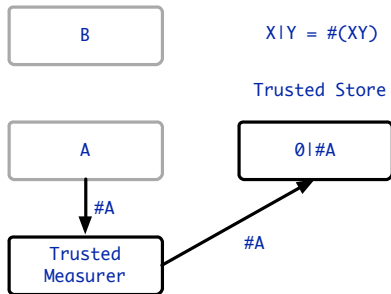 B
X|Y = #(XY)
Trusted Store
A
0|#A
#A
#A
Trusted
Measurer